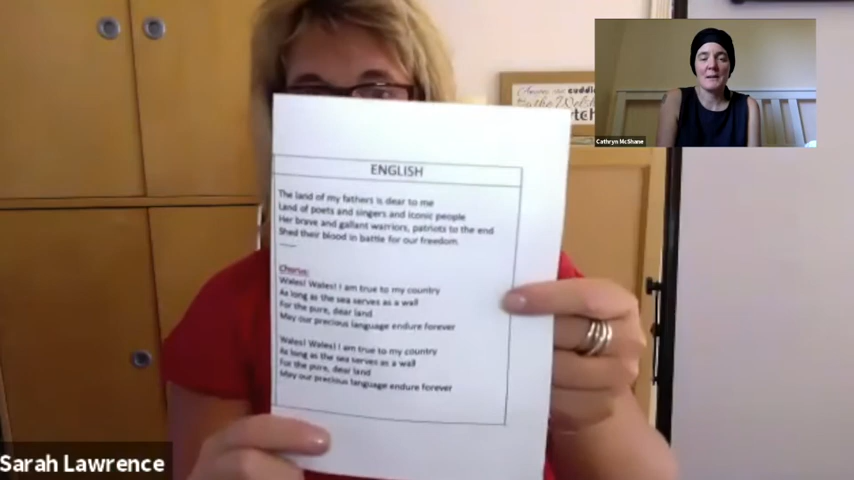 ENGLISH
The land of my fathers is dear to me
Land of poets and singers and iconic people
Her brave and gallant warriors, patriots to the end
Shed their blood in battle for our freedom
Chorus:
Wales! Wales! I am true to my country
As long as the sea serves as a wall
For the pure, dear land
May our precious language endure forever
Wales! Wales! I am true to my country
As long as the sea serves as a wall
For the pure, dear land
May our precious language endure forever
cuddle
the Welsh
Cathryn McShane
Sarah Lawrence